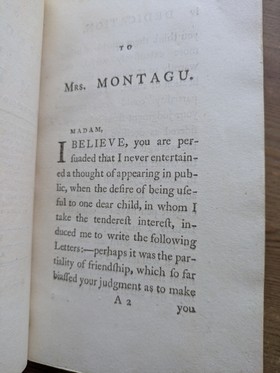 TO
MRS. MONTAGU.
MADAM,
I BELIEVE, you are per-
ſuaded that I never entertain-
ed a thought of appearing in pub-
lic, when the deſire of being uſe-
ful to one dear child, in whom I
take the tendereſt intereſt, in-
duced me to write the following
Letters:—perhaps it was the par-
tiality of friendſhip, which ſo far
biaſſed your judgment as to make
A 2
you